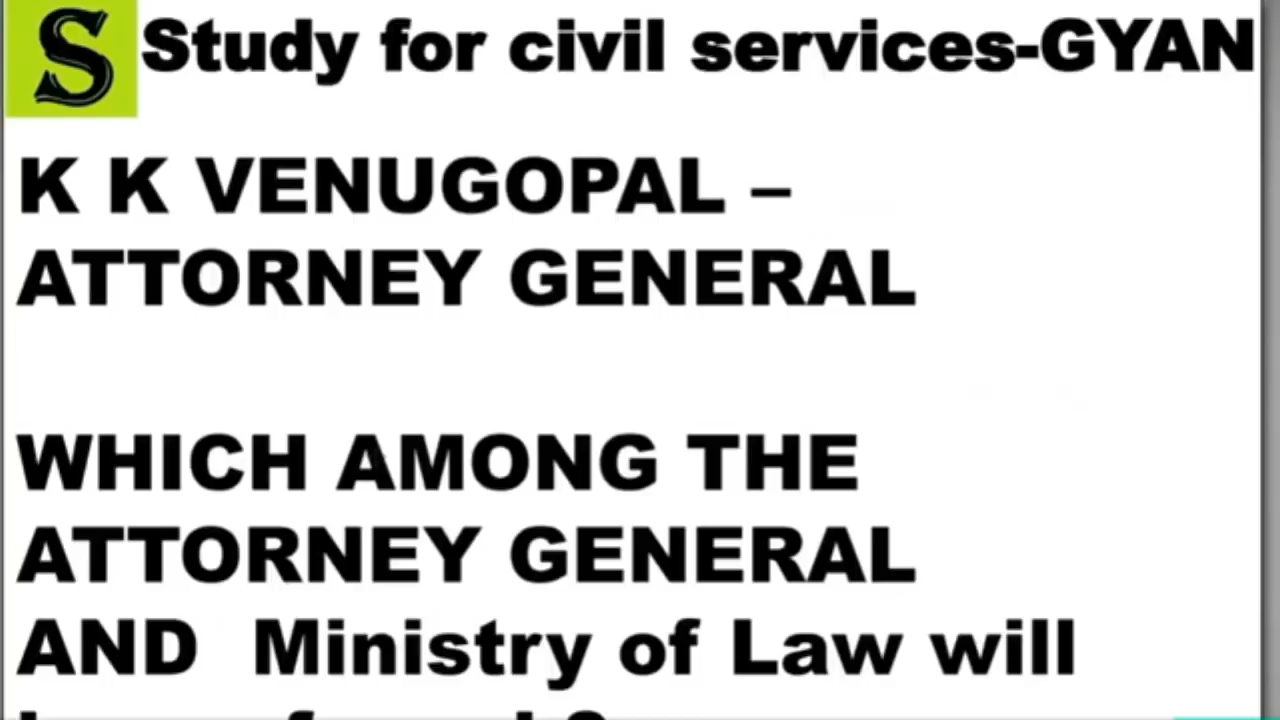 S Study for civil services-GYAN
K K VENUGOPAL –
ATTORNEY GENERAL
WHICH AMONG THE
ATTORNEY GENERAL
AND Ministry of Law will